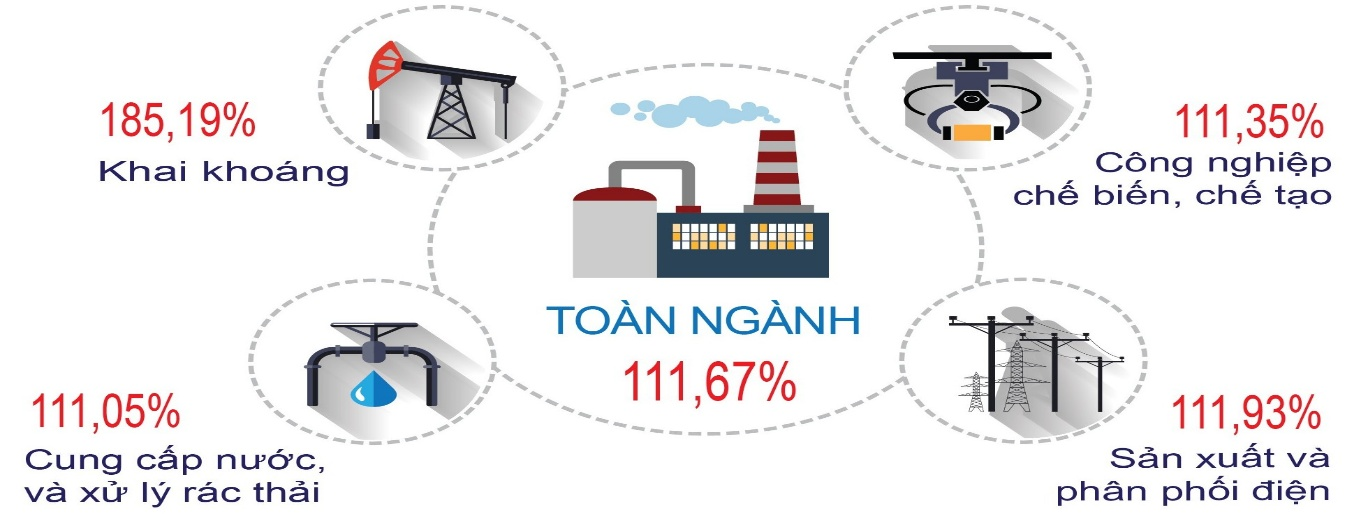 185,19%
Khai khoáng
111,35%
Công nghiệp
chế biến, chế tạo
TOÀN NGÀNH
111,67%
111,05%
Cung cấp nước,
và xử lý rác thải
111,93%
Sản xuất và
phân phối điện